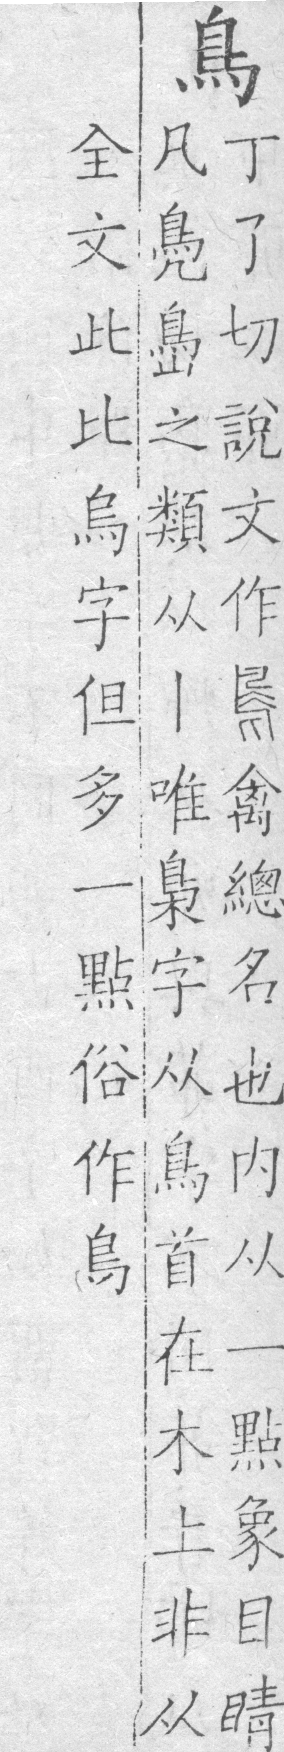 鳥
丁了切說文作鳥禽總名也內从一點象目睛
凡鳧島之類从丨唯梟字从鳥首在木上非从
全文此比烏字但多一點俗作鳥